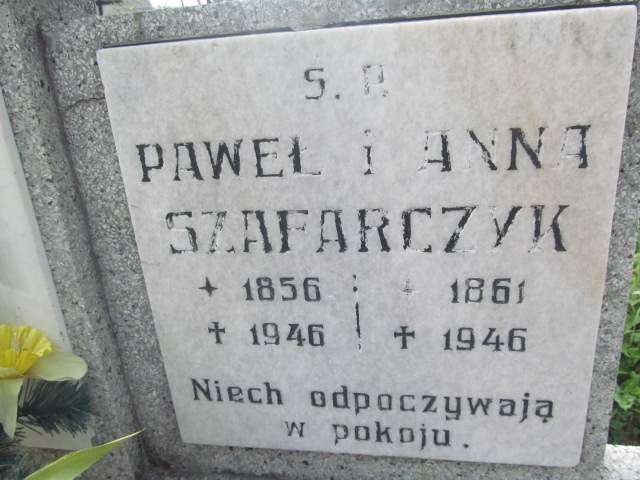 S. P.
PAWEŁ i ANNA
SZAFARCZYK
+ 1856 + 1861
† 1946 † 1946
Niech odpoczywają
w pokoju.